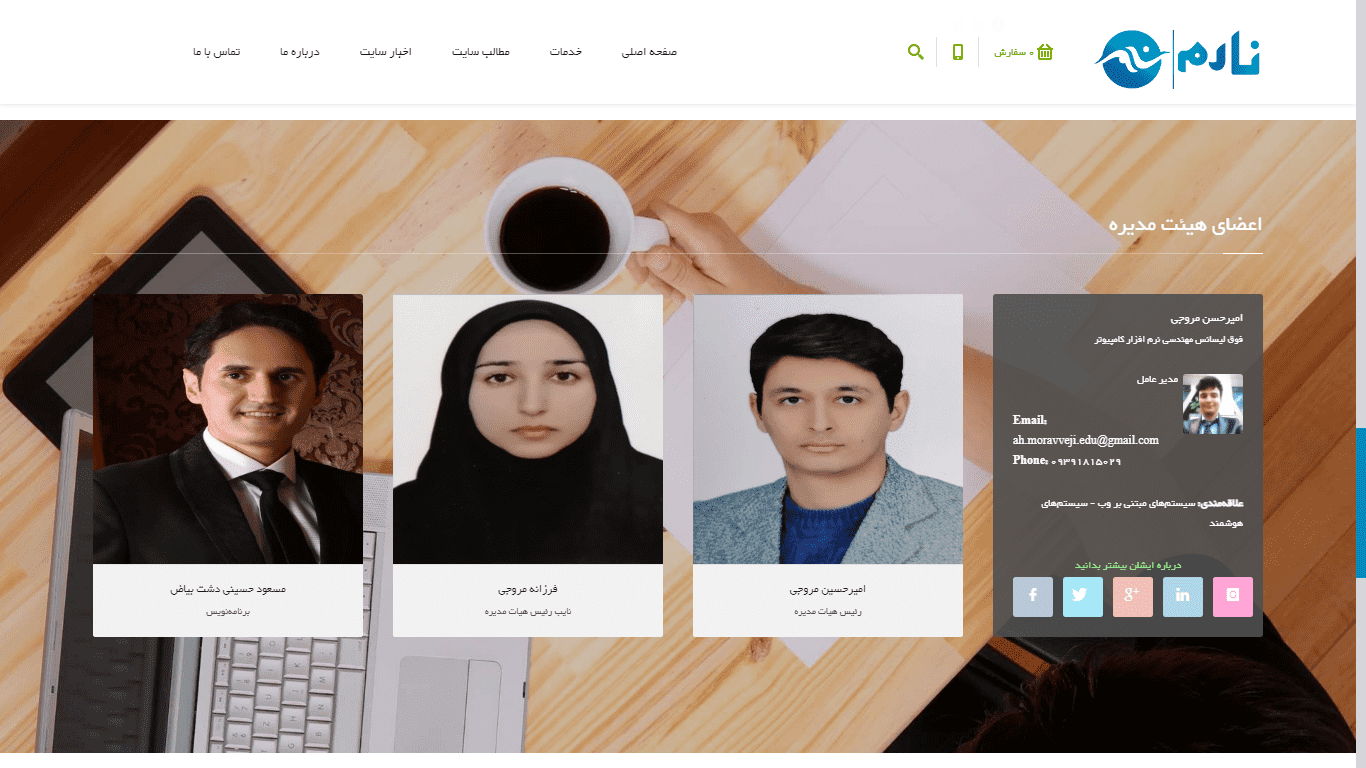 نارم
۰ سفارش
صفحه اصلی
خدمات
مطالب سایت
اخبار سایت
درباره ما
تماس با ما
اعضای هیئت مدیره
امیرحسن مروجی
فوق لیسانس مهندسی نرم افزار کامپیوتر
مدیر عامل
Email:
ah.moravveji.edu@gmail.com
Phone: ۰۹۳۹۱۸۱۵۰۲۹
علاقه‌مندی: سیستم‌های مبتنی بر وب - سیستم‌های
هوشمند
درباره ایشان بیشتر بدانید
امیرحسین مروجی
رئیس هیات مدیره
فرزانه مروجی
نایب رئیس هیات مدیره
مسعود حسینی دشت بیاض
برنامه‌نویس